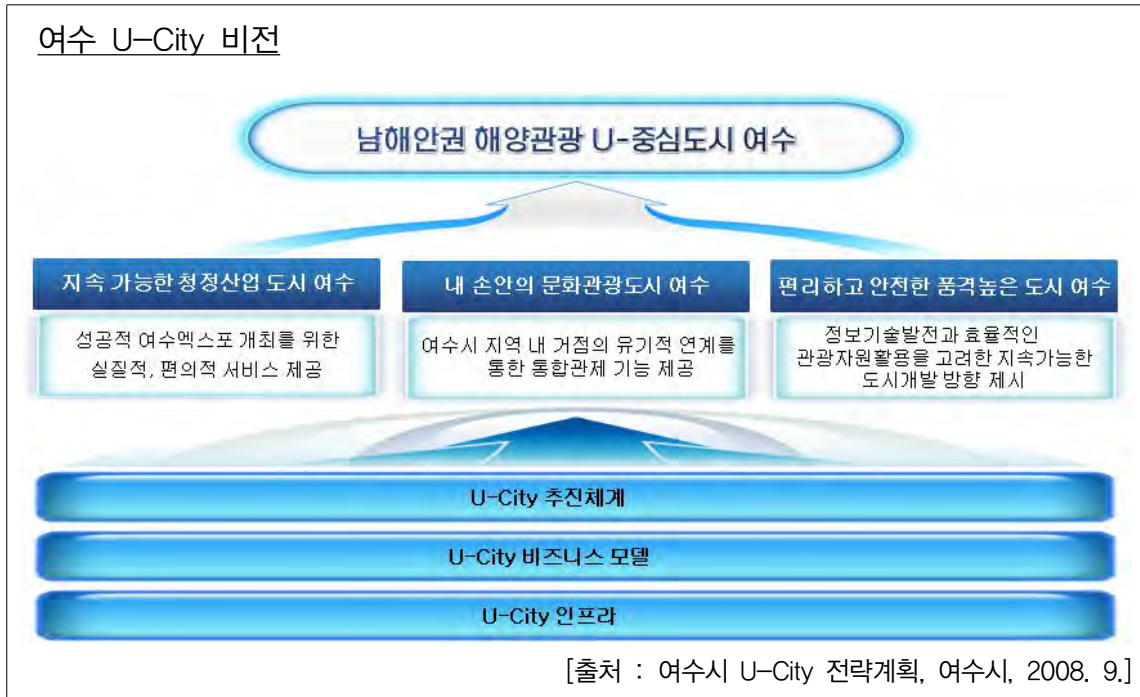 여수 U-City 비전
남해안권 해양관광 U-중심도시 여수
지속 가능한 청정산업 도시 여수
성공적 여수엑스포 개최를 위한
실질적, 편의적 서비스 제공
내 손안의 문화관광도시 여수
여수시 지역 내 거점의 유기적 연계를
통한 통합관제 기능 제공
편리하고 안전한 품격높은 도시 여수
정보기술발전과 효율적인
관광자원활용을 고려한 지속가능한
도시개발 방향 제시
U-City 추진체계
U-City 비즈니스 모델
U-City 인프라
[출처 : 여수시 U-City 전략계획, 여수시, 2008. 9.]